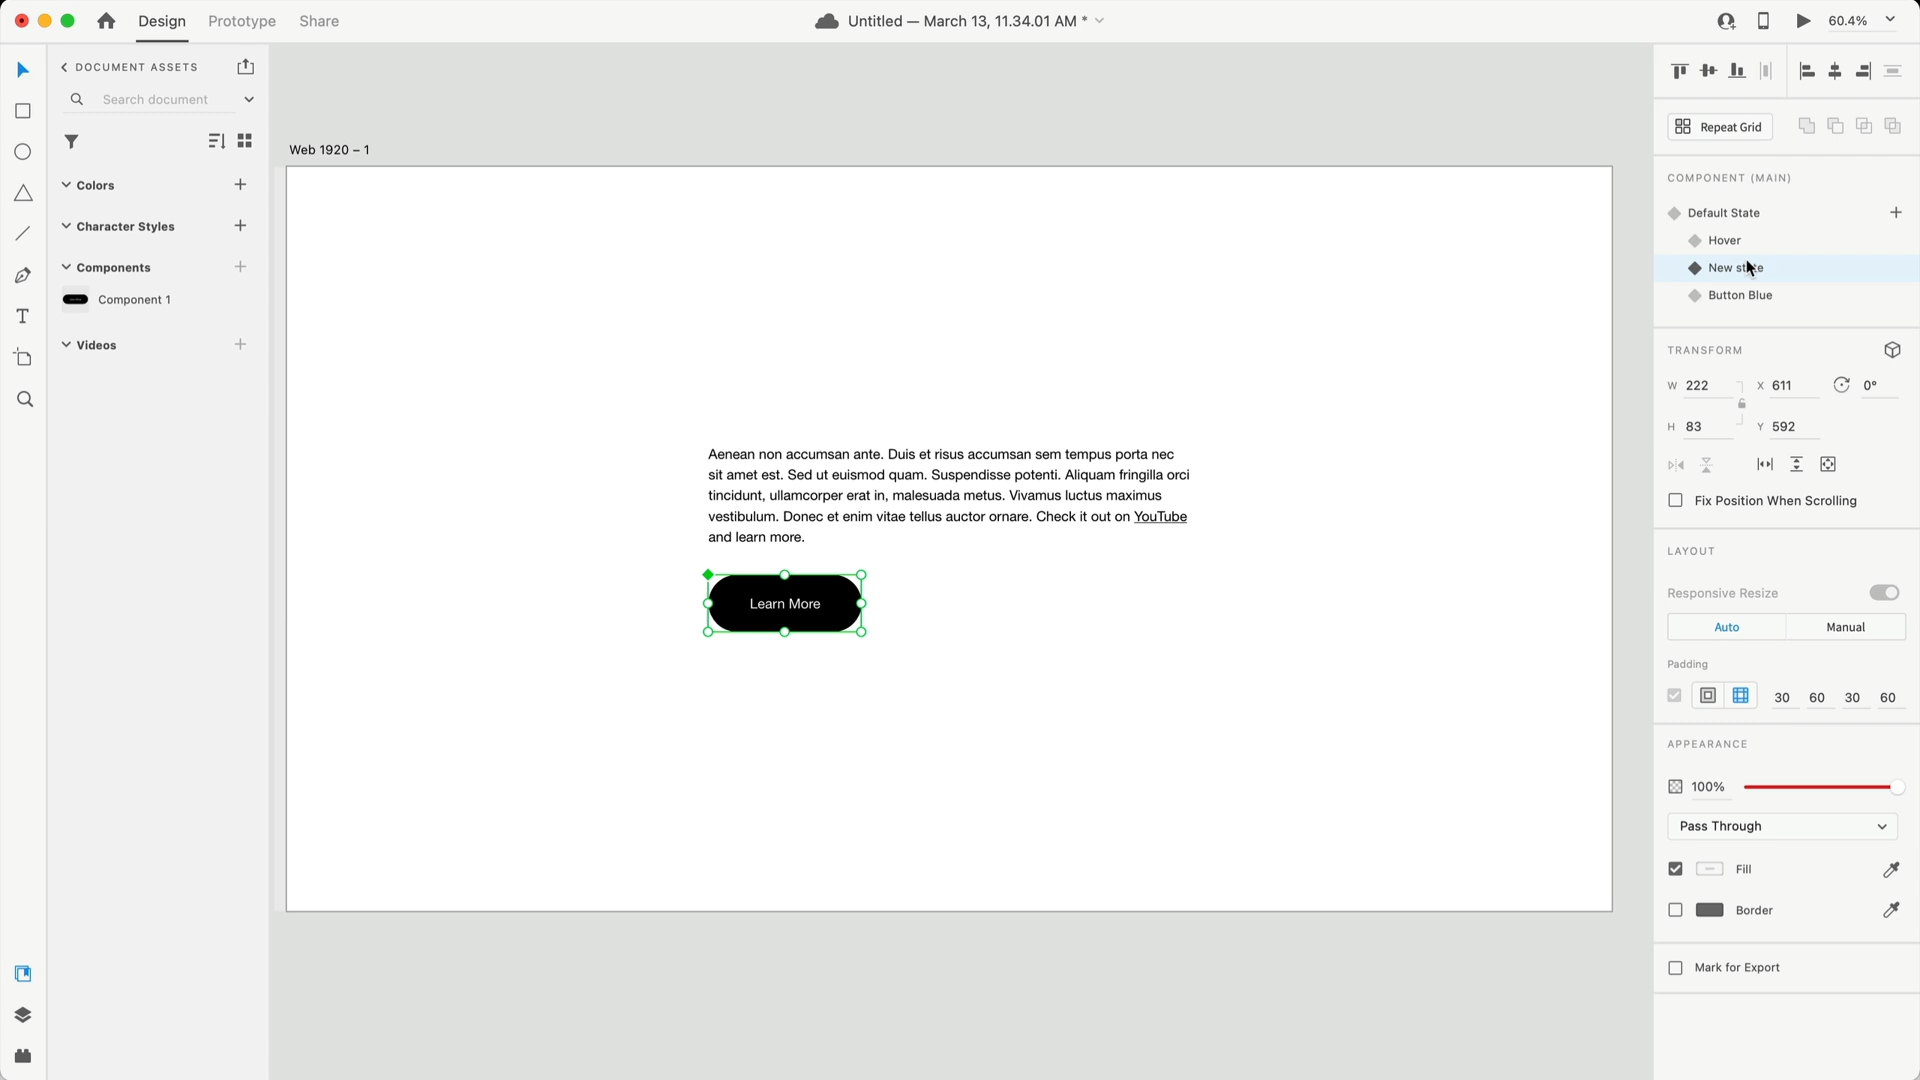 Design
Prototype
Share
Untitled — March 13, 11.34.01 AM *
60.4%
DOCUMENT ASSETS
Search document
Colors
Character Styles
Components
Component 1
Videos
Web 1920 – 1
Aenean non accumsan ante. Duis et risus accumsan sem tempus porta nec
sit amet est. Sed ut euismod quam. Suspendisse potenti. Aliquam fringilla orci
tincidunt, ullamcorper erat in, malesuada metus. Vivamus luctus maximus
vestibulum. Donec et enim vitae tellus auctor ornare. Check it out on YouTube
and learn more.
Learn More
Repeat Grid
COMPONENT (MAIN)
Default State
Hover
New state
Button Blue
TRANSFORM
W 222 X 611 0°
H 83 Y 592
Fix Position When Scrolling
LAYOUT
Responsive Resize
Auto Manual
Padding
30 60 30 60
APPEARANCE
100%
Pass Through
Fill
Border
Mark for Export